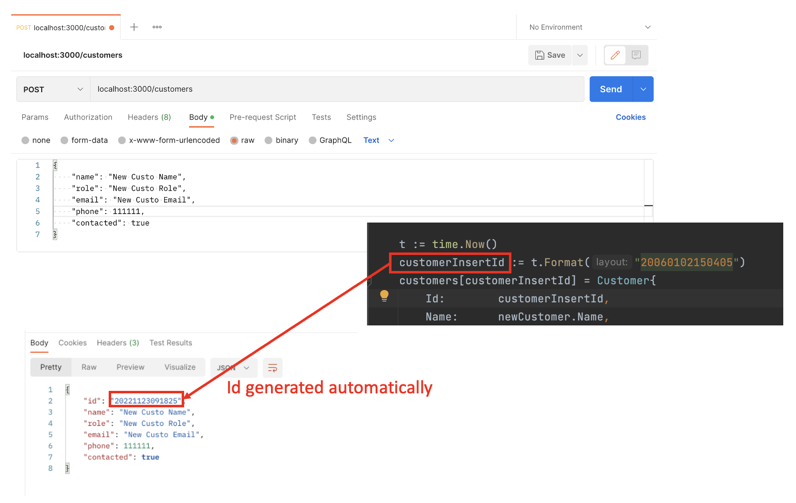 POST localhost:3000/custo
No Environment
localhost:3000/customers
Save
POST localhost:3000/customers Send
Params Authorization Headers (8) Body Pre-request Script Tests Settings Cookies
none form-data x-www-form-urlencoded raw binary GraphQL Text
1 {
2 "name": "New Custo Name",
3 "role": "New Custo Role",
4 "email": "New Custo Email",
5 "phone": 111111,
6 "contacted": true
7 }
t := time.Now()
customerInsertId := t.Format( layout: "20060102150405")
customers[customerInsertId] = Customer{
Id: customerInsertId,
Name: newCustomer.Name,
Body Cookies Headers (3) Test Results
Pretty Raw Preview Visualize JSON
Id generated automatically
1 {
2 "id": "20221123091825",
3 "name": "New Custo Name",
4 "role": "New Custo Role",
5 "email": "New Custo Email",
6 "phone": 111111,
7 "contacted": true
8 }